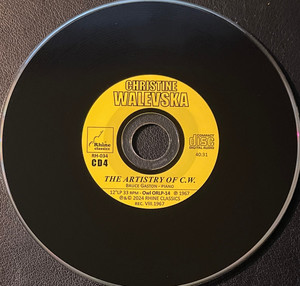 CHRISTINE
WALEVSKA
Rhine
classics
RH-034
CD4
COMPACT
disc
DIGITAL AUDIO
40:31
THE ARTISTRY OF C.W.
BRUCE GASTON - PIANO
12"LP 33 RPM - Owl ORLP-14 ℗ 1967
℗&© 2024 RHINE CLASSICS
REC. VIII.1967